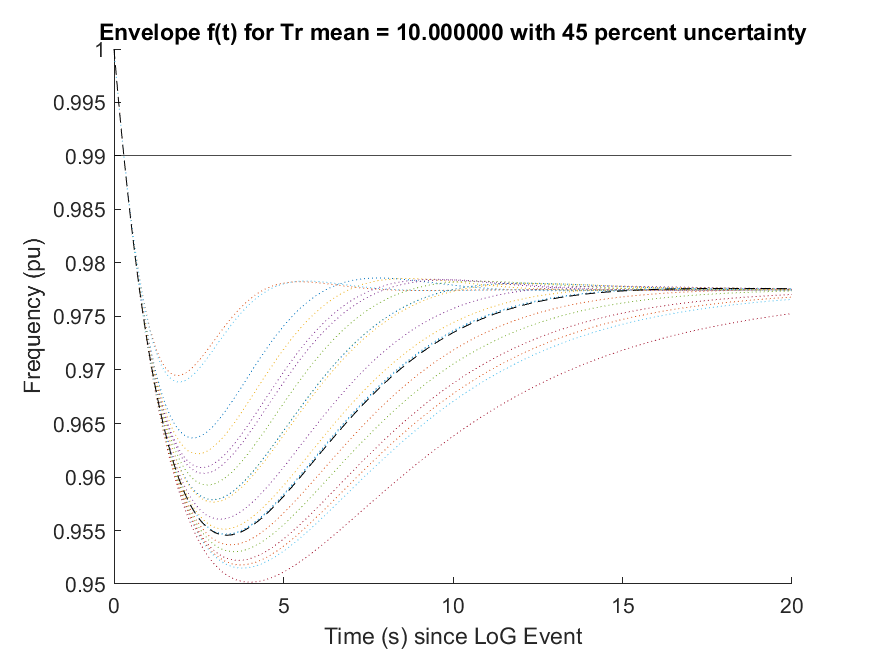 Envelope f(t) for Tr mean = 10.000000 with 45 percent uncertainty
1
0.995
0.99
0.985
0.98
0.975
0.97
0.965
0.96
0.955
0.95
Frequency (pu)
0 5 10 15 20
Time (s) since LoG Event